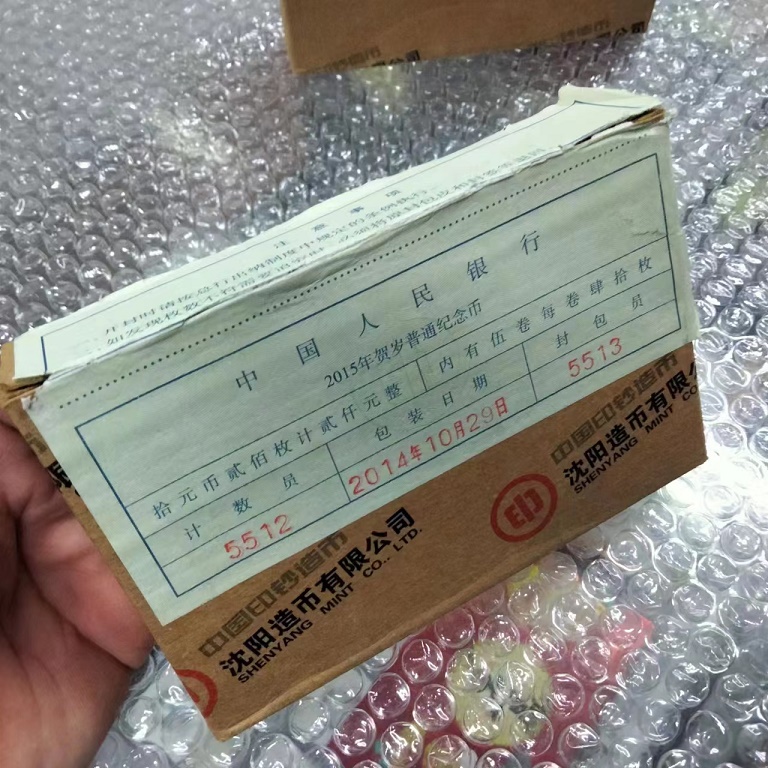 注意事项
中国人民银行
2015年贺岁普通纪念币
拾元币贰佰枚计贰仟元整 内有伍卷每卷肆拾枚
计数员 包装日期 封包员
5512 2014年10月29日 5513
中国印钞造币
沈阳造币有限公司
SHENYANG MINT CO., LTD.
中国印钞造币
沈阳造币有限公
SHENYANG MINT CO